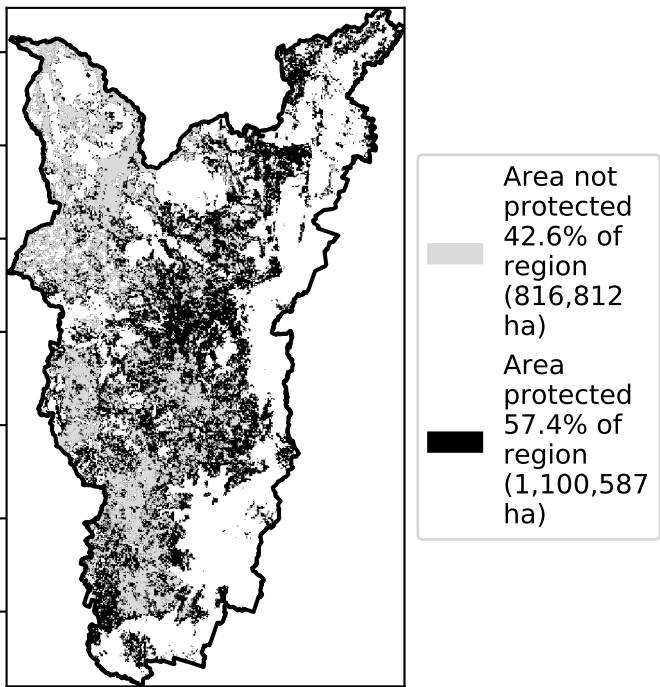 Area not
protected
42.6% of
region
(816,812
ha)
Area
protected
57.4% of
region
(1,100,587
ha)